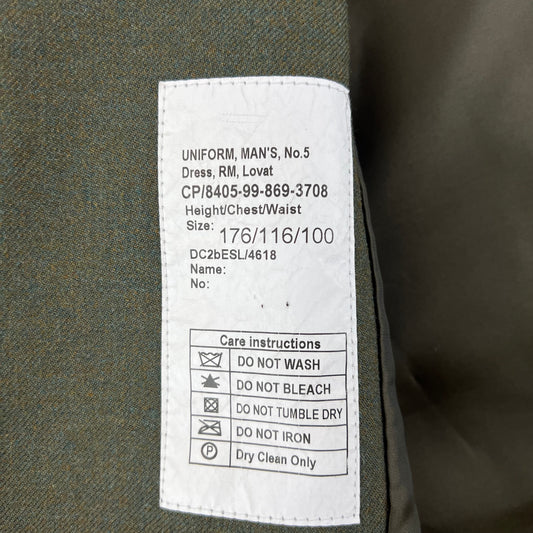 UNIFORM, MAN'S, No.5
Dress, RM, Lovat
CP/8405-99-869-3708
Height/Chest/Waist
Size: 176/116/100
DC2bESL/4618
Name:
No:
Care instructions
DO NOT WASH
DO NOT BLEACH
DO NOT TUMBLE DRY
DO NOT IRON
P Dry Clean Only